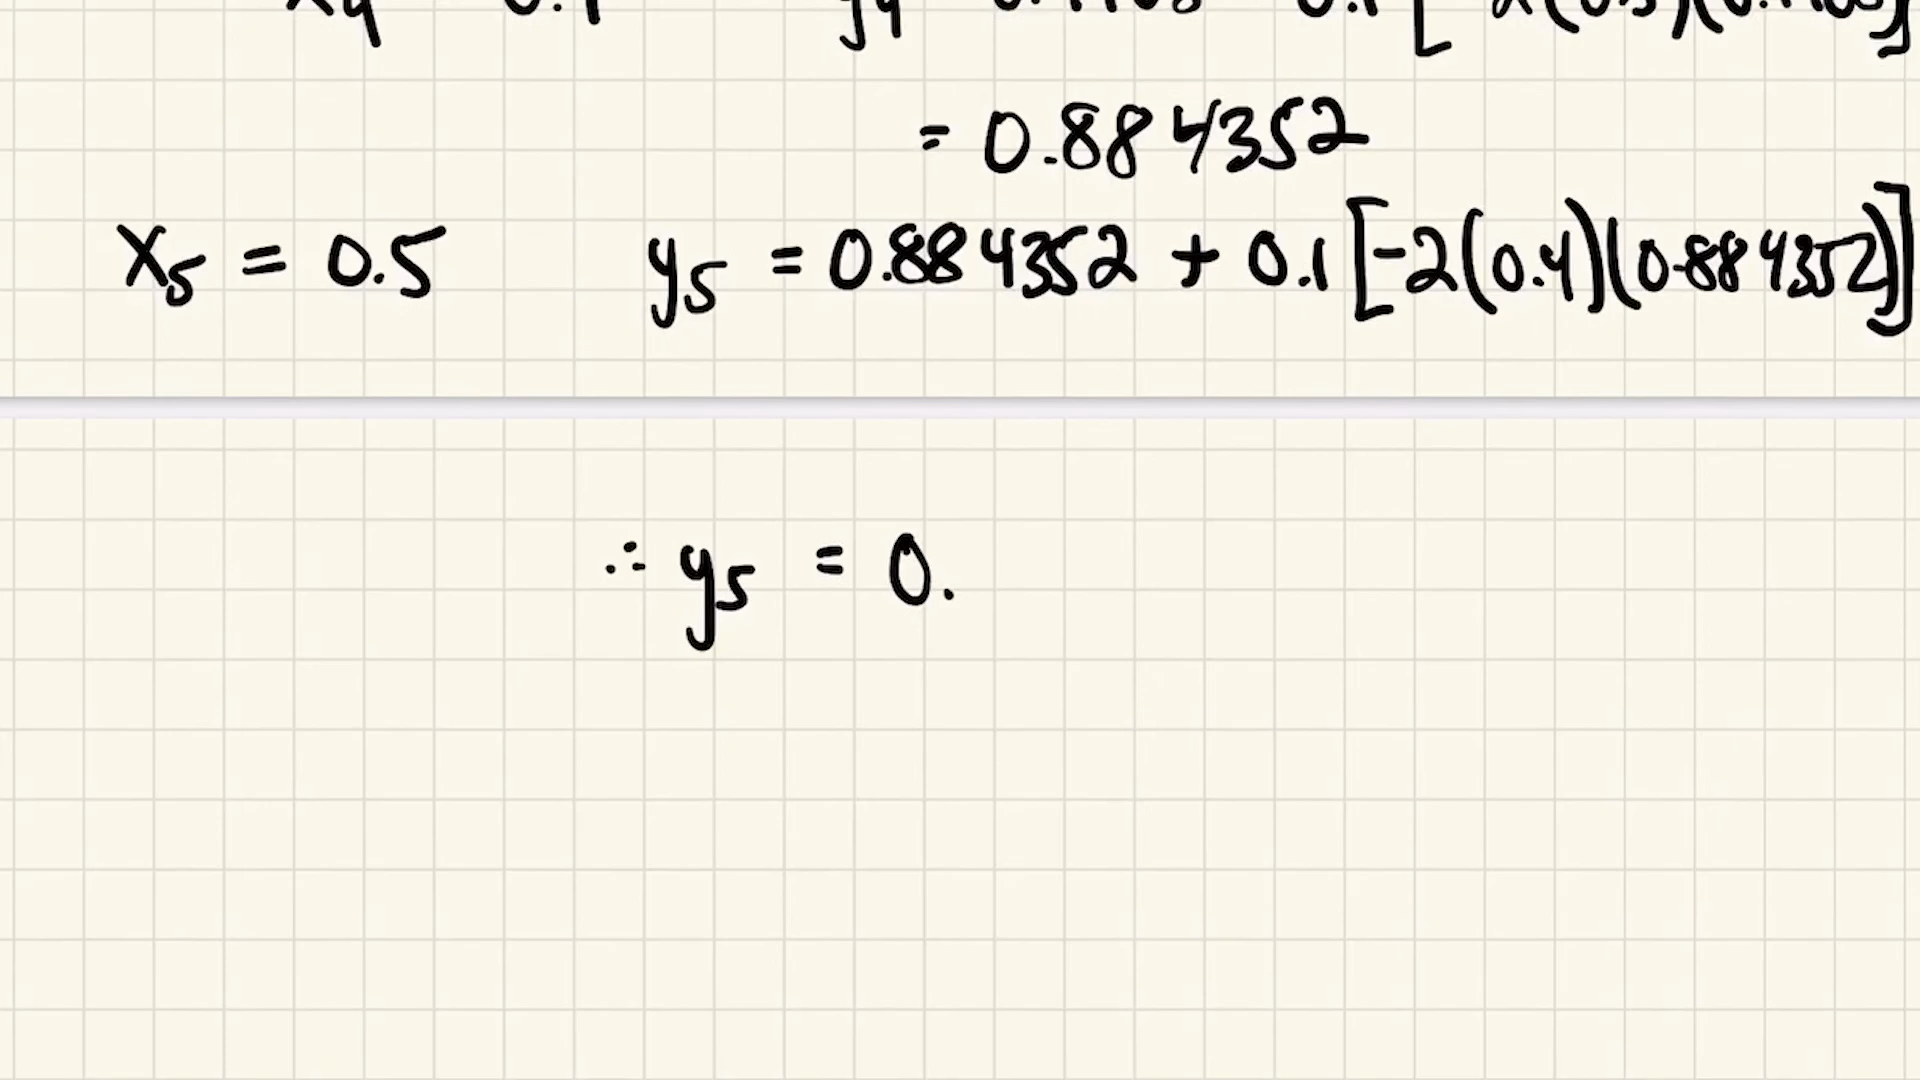 = 0.884352
x₅ = 0.5 y₅ = 0.884352 + 0.1 [-2(0.4)(0.884352)]
∴ y₅ = 0.